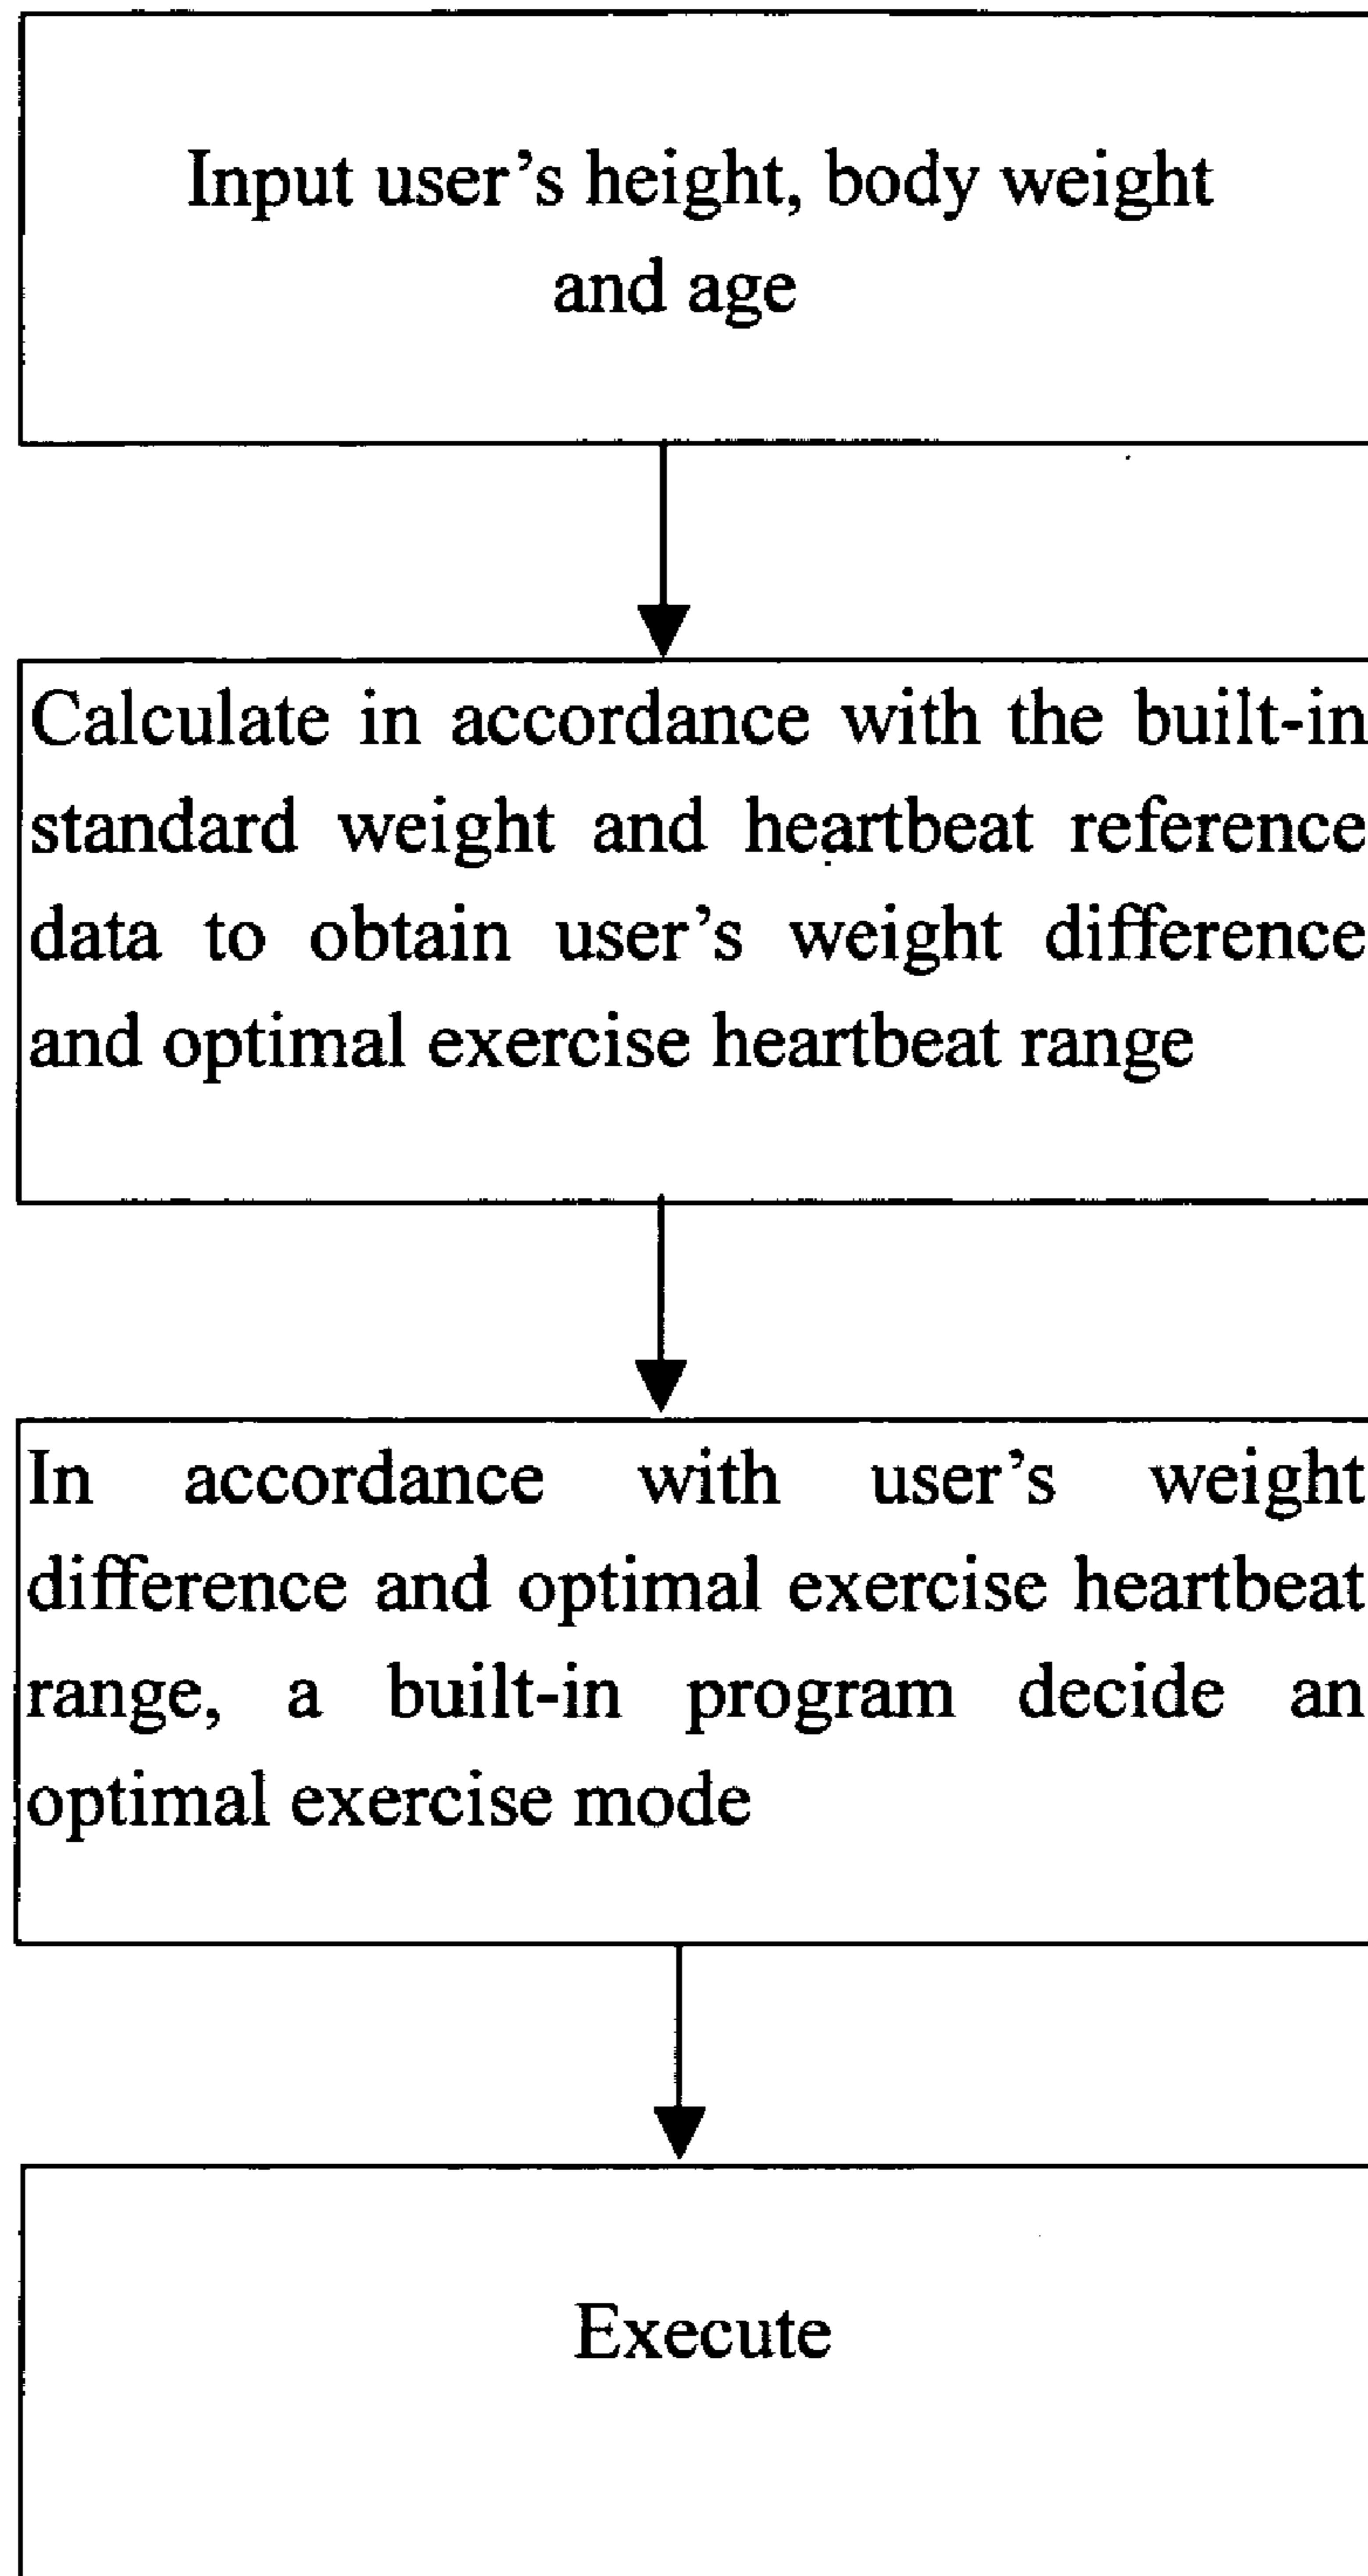 Input user’s height, body weight
and age
Calculate in accordance with the built-in
standard weight and heartbeat reference
data to obtain user’s weight difference
and optimal exercise heartbeat range
In accordance with user’s weight
difference and optimal exercise heartbeat
range, a built-in program decide an
optimal exercise mode
Execute